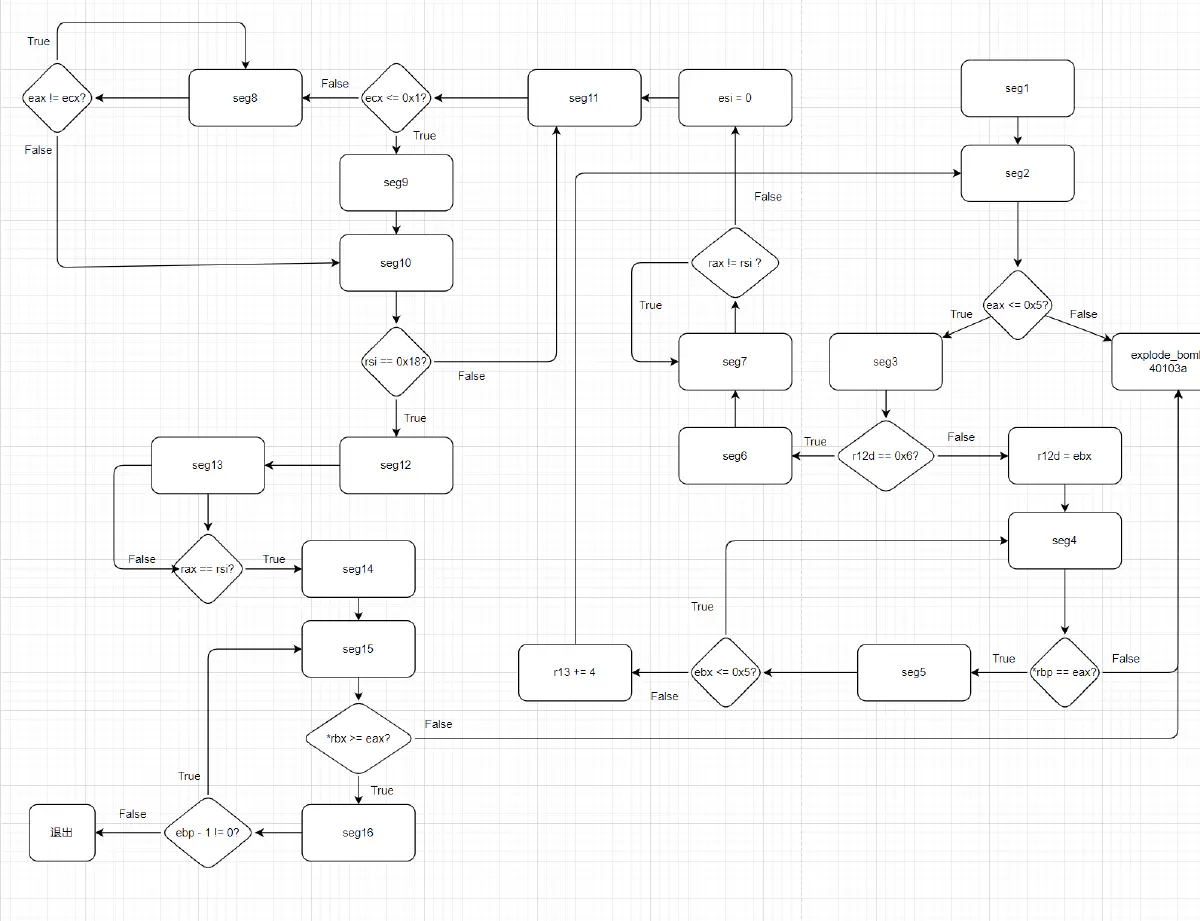 True
eax != ecx?
False
seg8
False
ecx <= 0x1?
True
seg11
esi = 0
seg1
seg9
seg2
False
seg10
rax != rsi ?
True
eax <= 0x5?
True
False
rsi == 0x18?
False
True
seg7
seg3
explode_bom
40103a
seg13
seg12
seg6
True
r12d == 0x6?
False
r12d = ebx
False
rax == rsi?
True
seg14
seg4
True
seg15
r13 += 4
False
ebx <= 0x5?
seg5
True
*rbp == eax?
False
*rbx >= eax?
False
True
True
退出
False
ebp - 1 != 0?
seg16